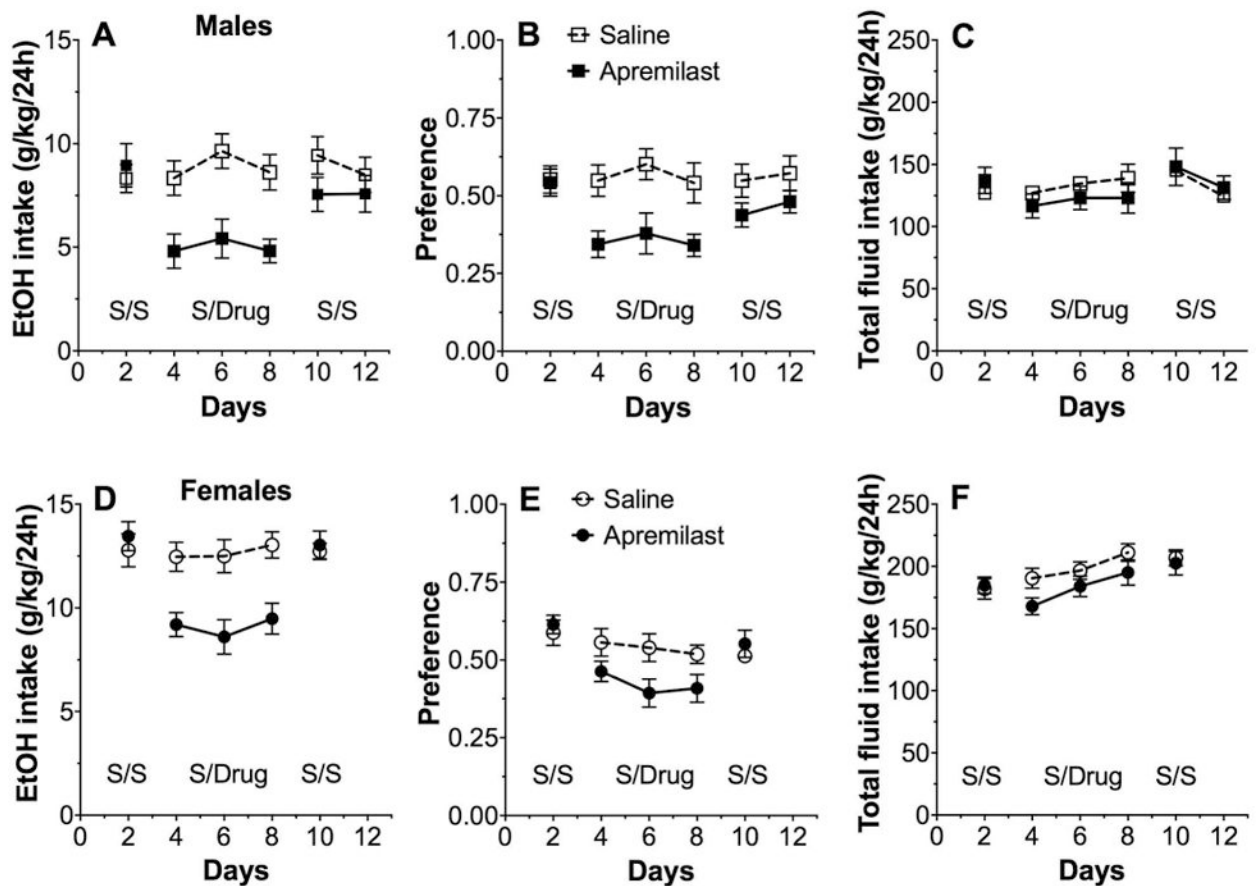 A
Males
EtOH intake (g/kg/24h)
15
10
5
0
S/S
S/Drug
S/S
0 2 4 6 8 10 12
Days
B
Saline
Apremilast
Preference
1.00
0.75
0.50
0.25
0.00
S/S
S/Drug
S/S
0 2 4 6 8 10 12
Days
C
Total fluid intake (g/kg/24h)
250
200
150
100
50
0
S/S
S/Drug
S/S
0 2 4 6 8 10 12
Days
D
Females
EtOH intake (g/kg/24h)
15
10
5
0
S/S
S/Drug
S/S
0 2 4 6 8 10 12
Days
E
Saline
Apremilast
Preference
1.00
0.75
0.50
0.25
0.00
S/S
S/Drug
S/S
0 2 4 6 8 10 12
Days
F
Total fluid intake (g/kg/24h)
250
200
150
100
50
0
S/S
S/Drug
S/S
0 2 4 6 8 10 12
Days